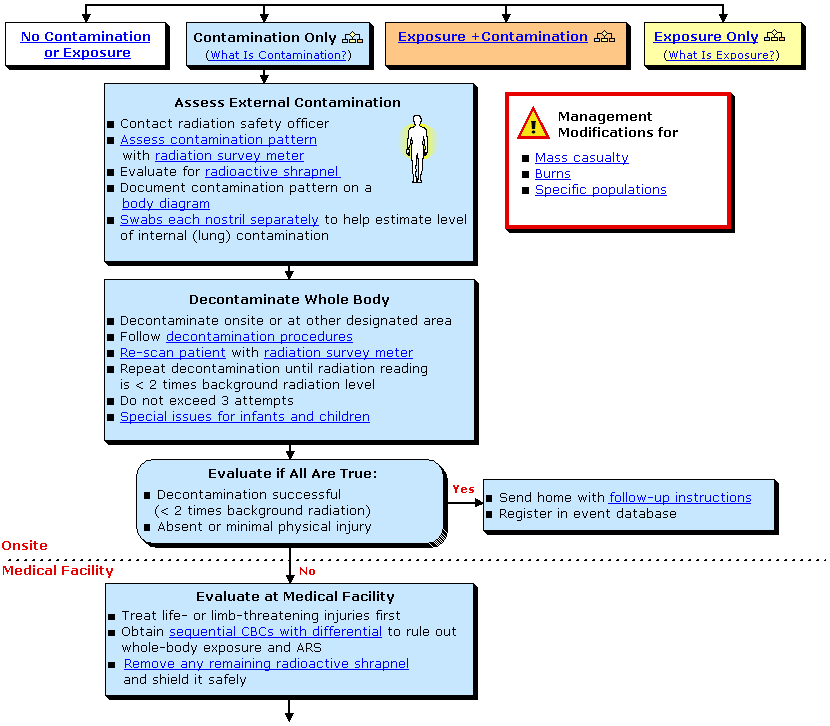 No Contamination
or Exposure
Contamination Only
(What Is Contamination?)
Exposure +Contamination
Exposure Only
(What Is Exposure?)
Assess External Contamination
■ Contact radiation safety officer
■ Assess contamination pattern
with radiation survey meter
■ Evaluate for radioactive shrapnel
■ Document contamination pattern on a
body diagram
■ Swabs each nostril separately to help estimate level
of internal (lung) contamination
!
Management
Modifications for
■ Mass casualty
■ Burns
■ Specific populations
Decontaminate Whole Body
■ Decontaminate onsite or at other designated area
■ Follow decontamination procedures
■ Re-scan patient with radiation survey meter
■ Repeat decontamination until radiation reading
is < 2 times background radiation level
■ Do not exceed 3 attempts
■ Special issues for infants and children
Evaluate if All Are True:
■ Decontamination successful
(< 2 times background radiation)
■ Absent or minimal physical injury
Yes
■ Send home with follow-up instructions
■ Register in event database
Onsite
Medical Facility
No
Evaluate at Medical Facility
■ Treat life- or limb-threatening injuries first
■ Obtain sequential CBCs with differential to rule out
whole-body exposure and ARS
■ Remove any remaining radioactive shrapnel
and shield it safely